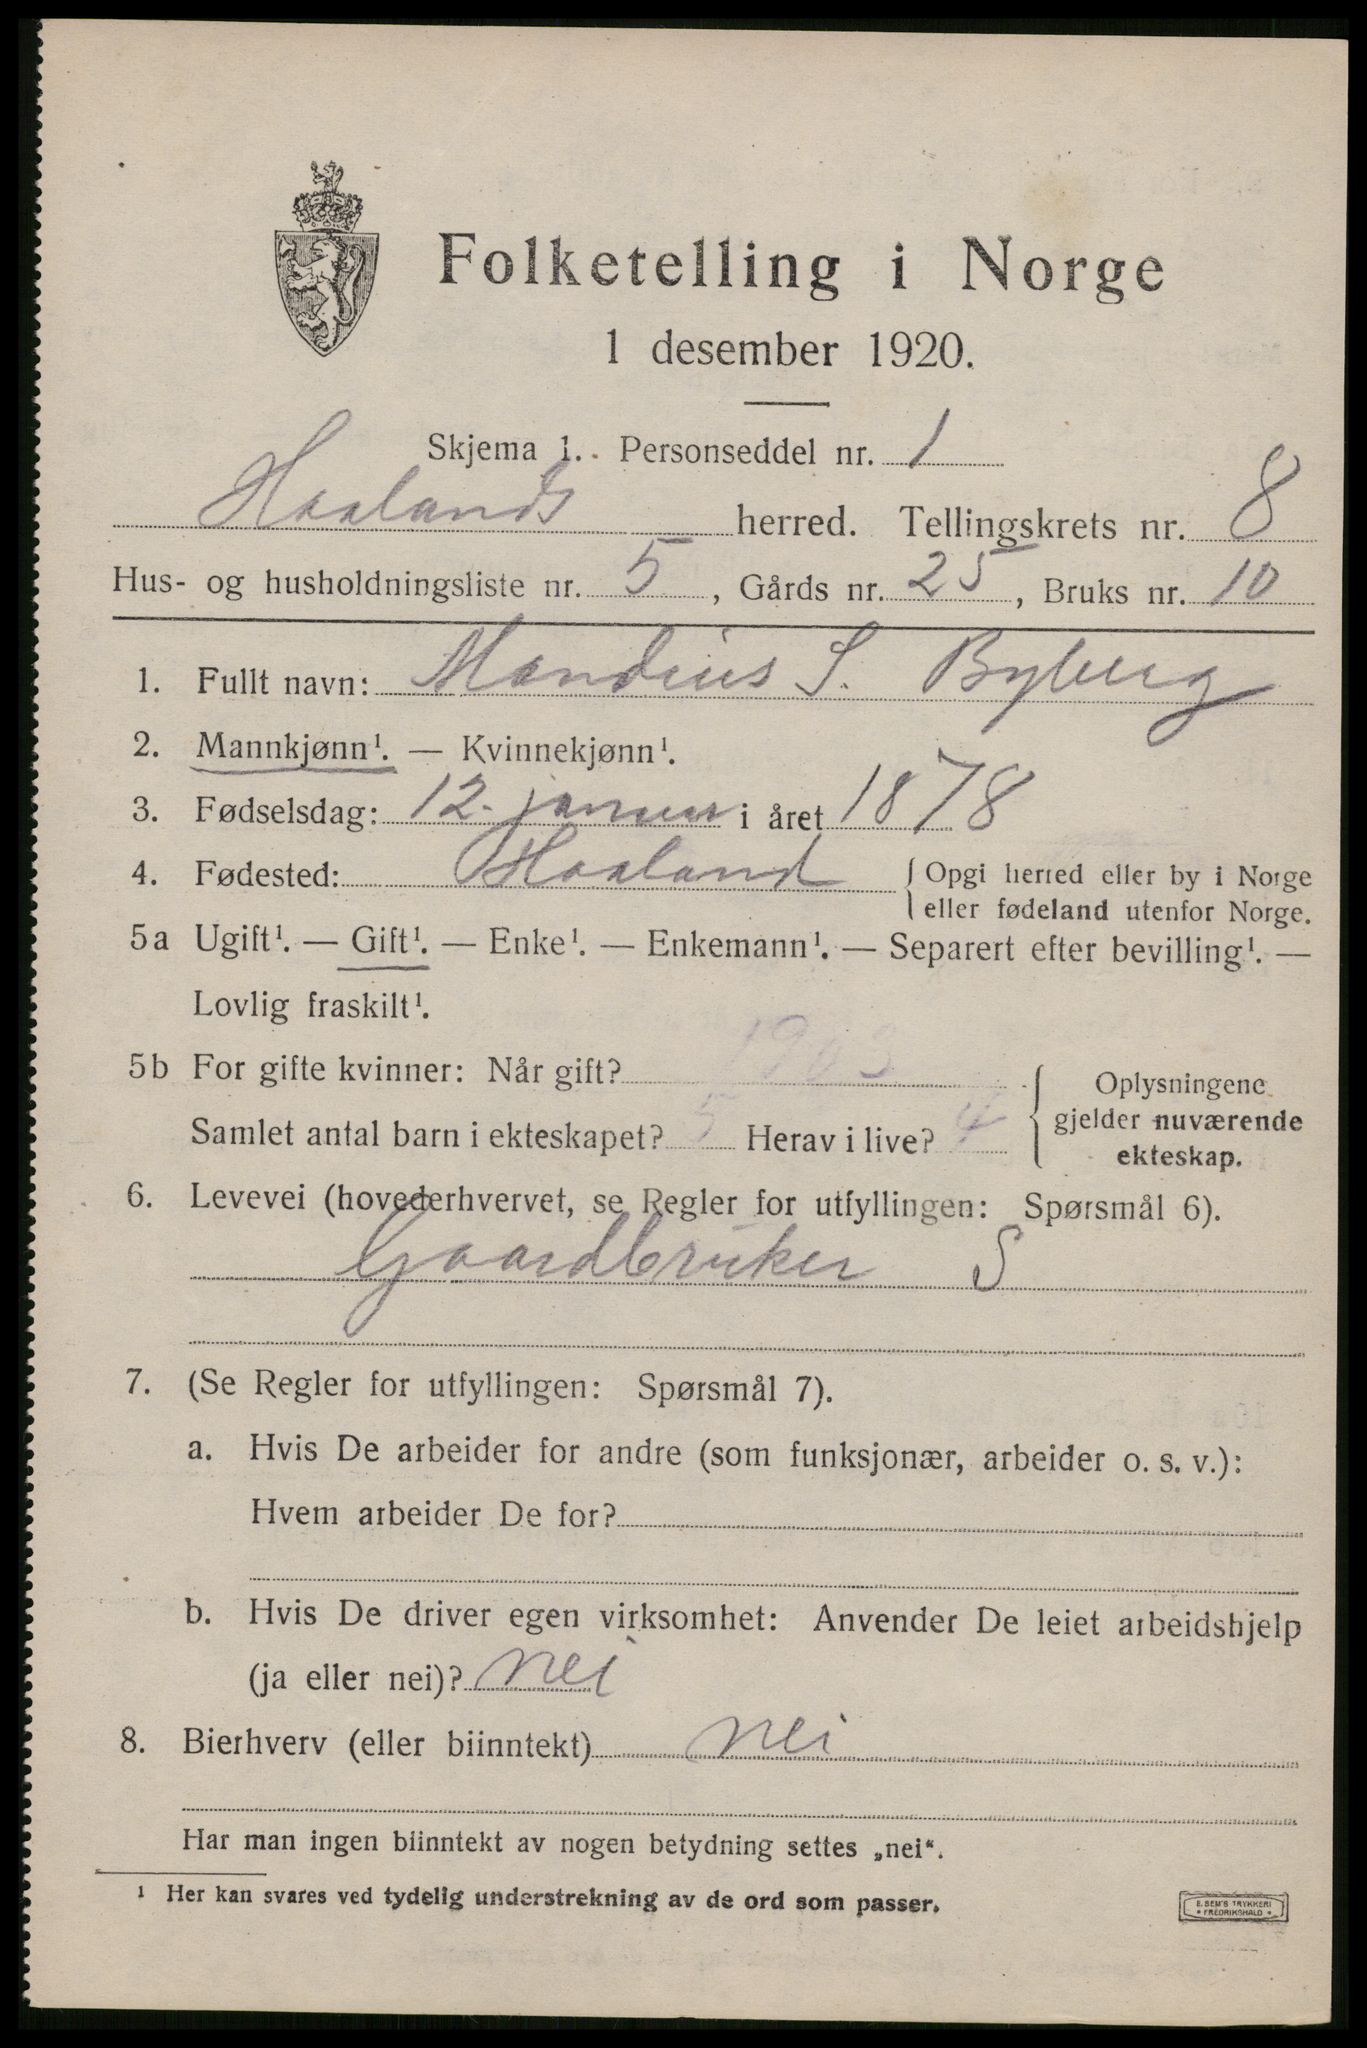 Folketelling i Norge
1 desember 1920.
Skjema 1. Personseddel nr. 1
Haalands herred. Tellingskrets nr. 8
Hus- og husholdningsliste nr. 5, Gårds nr. 25, Bruks nr. 10
1. Fullt navn: Mandius S. Byberg
2. Mannkjønn¹. — Kvinnekjønn¹.
3. Fødselsdag: 12. januar i året 1878
4. Fødested: Haaland { Opgi herred eller by i Norge
eller fødeland utenfor Norge.
5a Ugift¹. — Gift¹. — Enke¹. — Enkemann¹. — Separert efter bevilling¹. —
Lovlig fraskilt¹.
5b For gifte kvinner: Når gift? 1903
Samlet antal barn i ekteskapet? 5 Herav i live? 4
Oplysningene
gjelder nuværende
ekteskap.
6. Levevei (hovederhvervet, se Regler for utfyllingen: Spørsmål 6).
Gaardbruker S
7. (Se Regler for utfyllingen: Spørsmål 7).
a. Hvis De arbeider for andre (som funksjonær, arbeider o. s. v.):
Hvem arbeider De for?
b. Hvis De driver egen virksomhet: Anvender De leiet arbeidshjelp
(ja eller nei)? nei
8. Bierhverv (eller biinntekt) nei
Har man ingen biinntekt av nogen betydning settes „nei“.
¹ Her kan svares ved tydelig understrekning av de ord som passer.
E. SEM'S TRYKKERI
* FREDRIKSHALD *